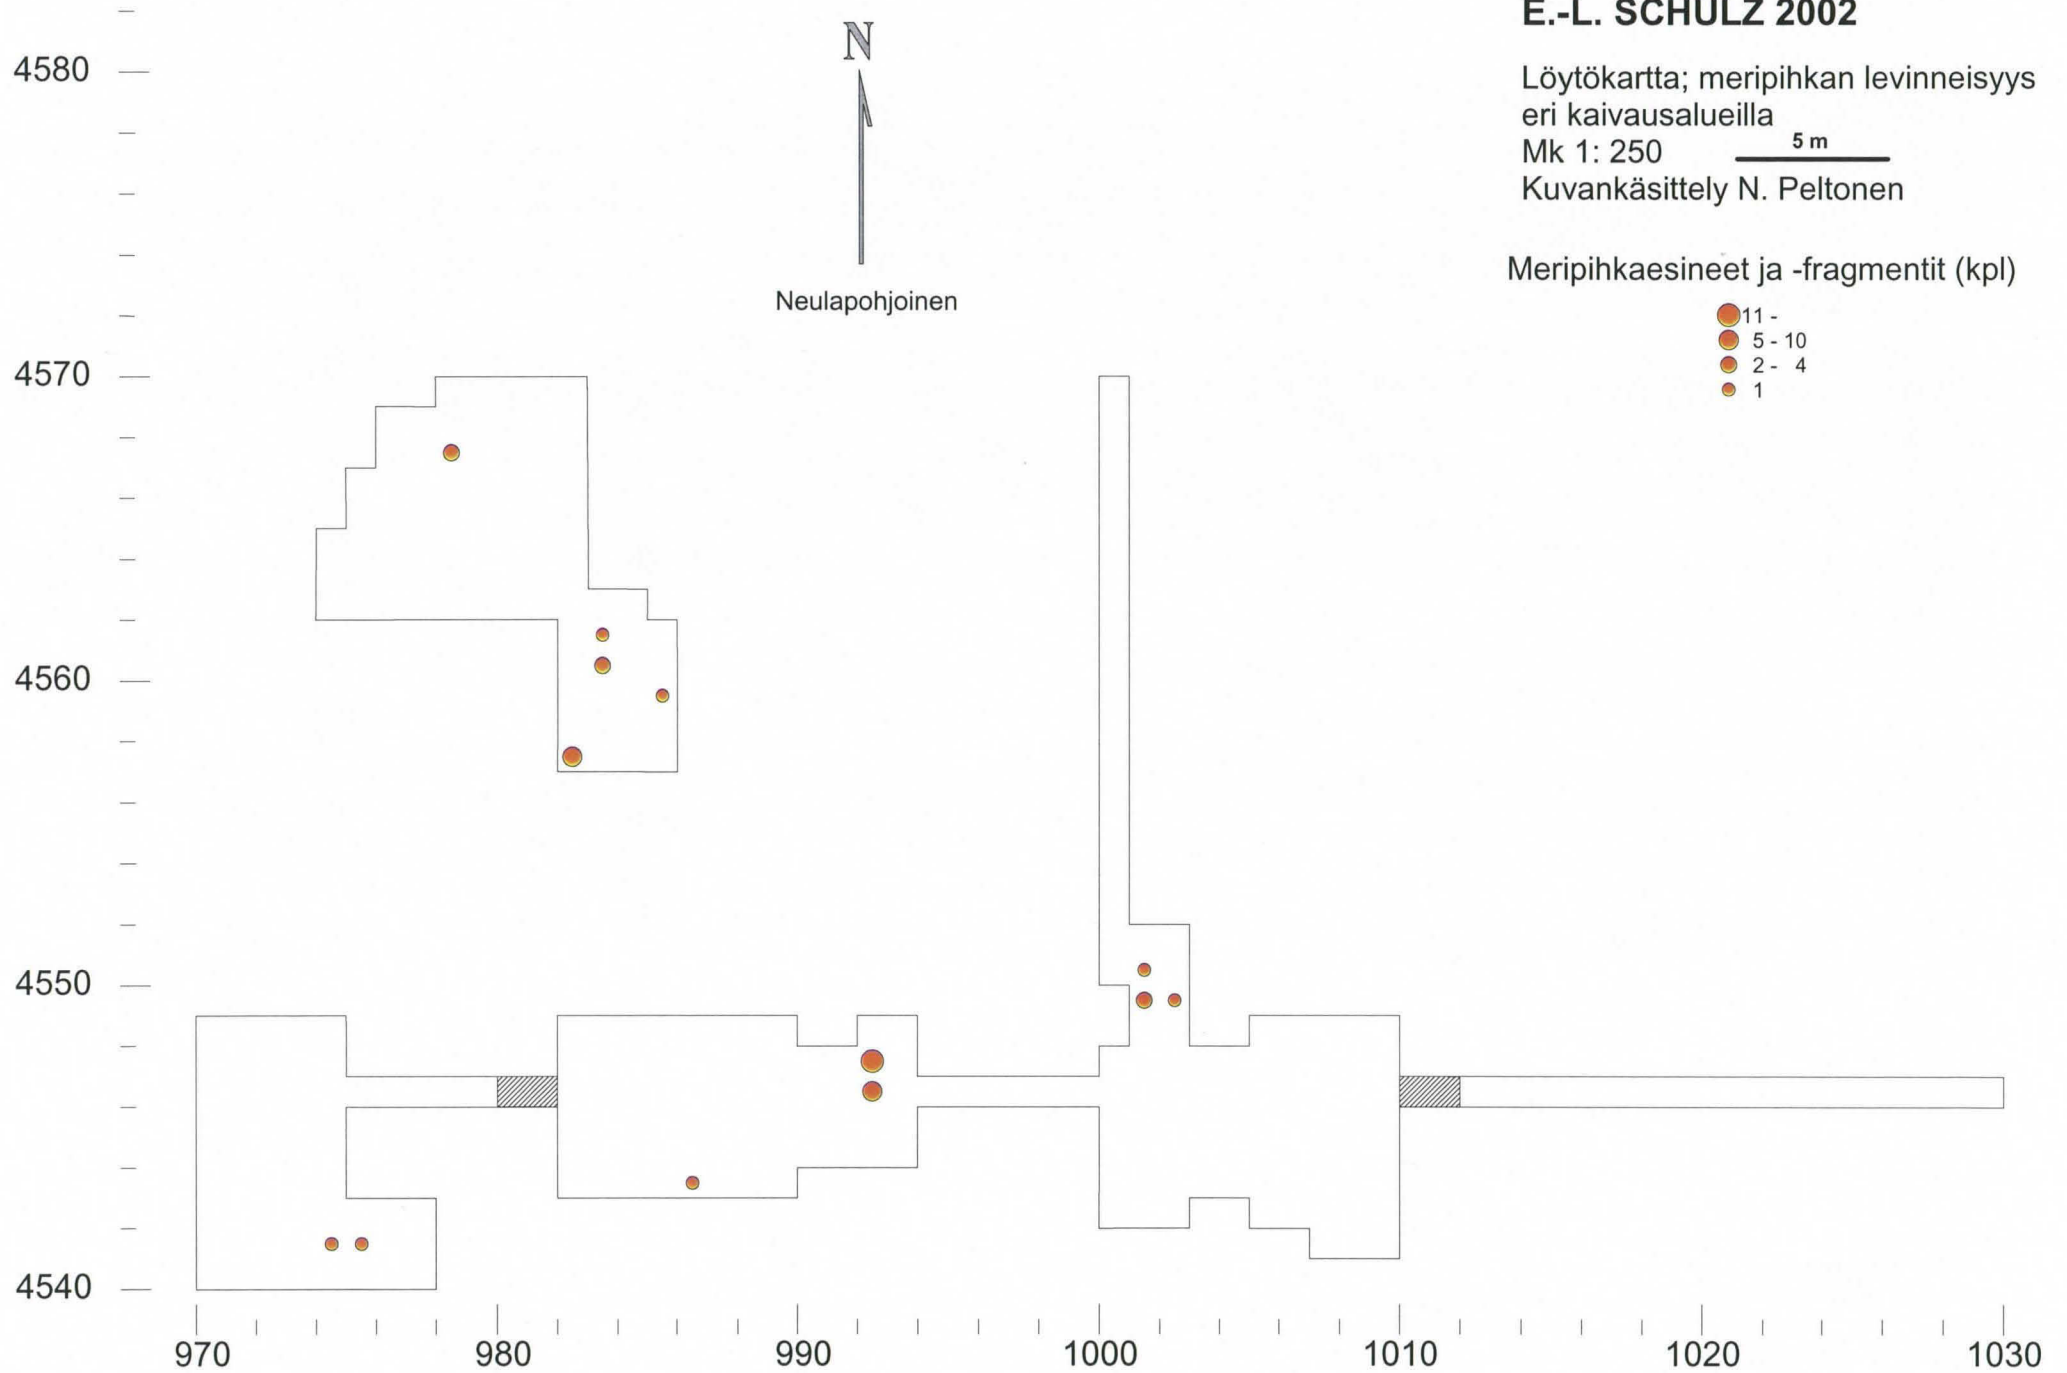 E.-L. SCHULZ 2002
Löytökartta; meripihkan levinneisyys
eri kaivausalueilla
Mk 1: 250 5 m
Kuvankäsittely N. Peltonen
Meripihkaesineet ja -fragmentit (kpl)
11 -
5 - 10
2 - 4
1
N
Neulapohjoinen
4580
4570
4560
4550
4540
970 980 990 1000 1010 1020 1030